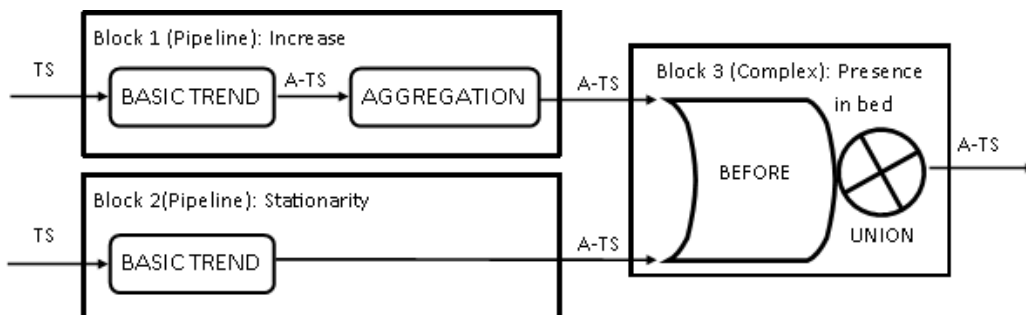 Block 1 (Pipeline): Increase
TS
BASIC TREND
A-TS
AGGREGATION
A-TS
Block 2(Pipeline): Stationarity
TS
BASIC TREND
A-TS
Block 3 (Complex): Presence
in bed
BEFORE
UNION
A-TS